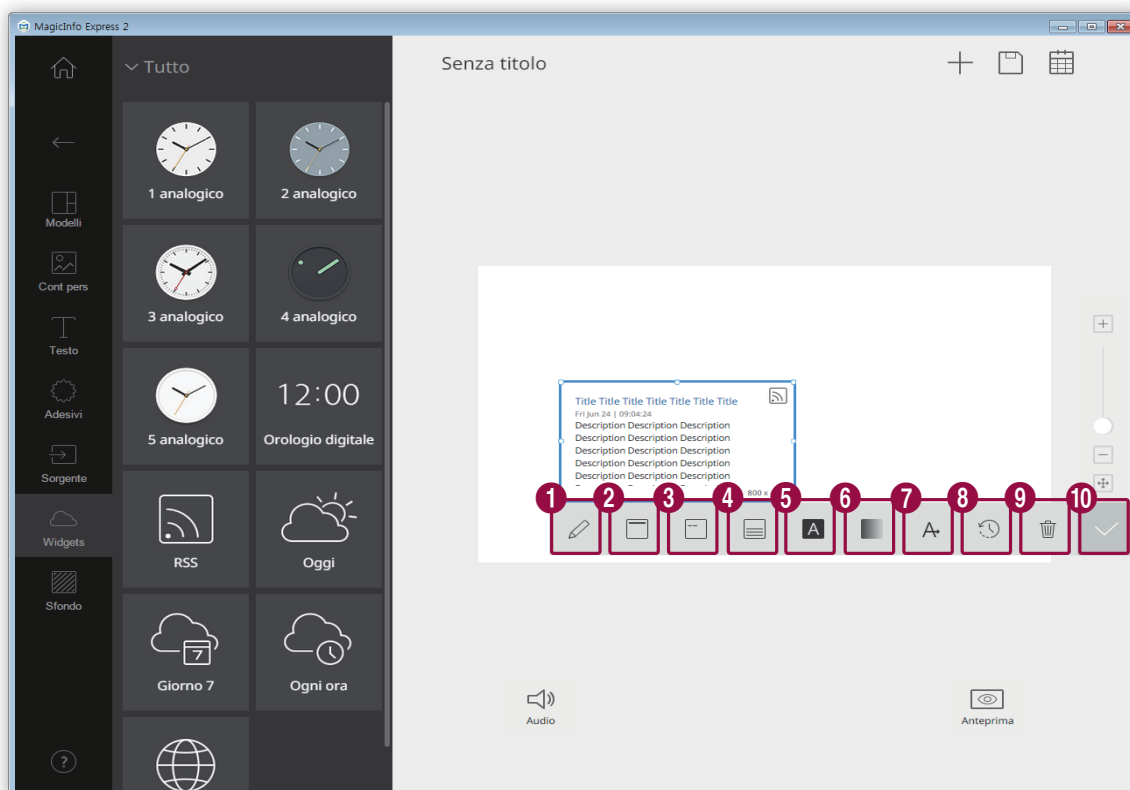 MagicInfo Express 2
Tutto
Senza titolo
1 analogico
2 analogico
Modelli
Cont pers
3 analogico
4 analogico
Testo
Adesivi
12:00
5 analogico
Orologio digitale
Sorgente
Widgets
RSS
Oggi
Sfondo
7
Giorno 7
Ogni ora
?
Title Title Title Title Title Title Title
Fri Jun 24 | 09:04:24
Description Description Description
Description Description Description
Description Description Description
Description Description Description
Description Description Description
800 x
1 2 3 4 5 6 7 8 9 10
A
A
Audio
Anteprima